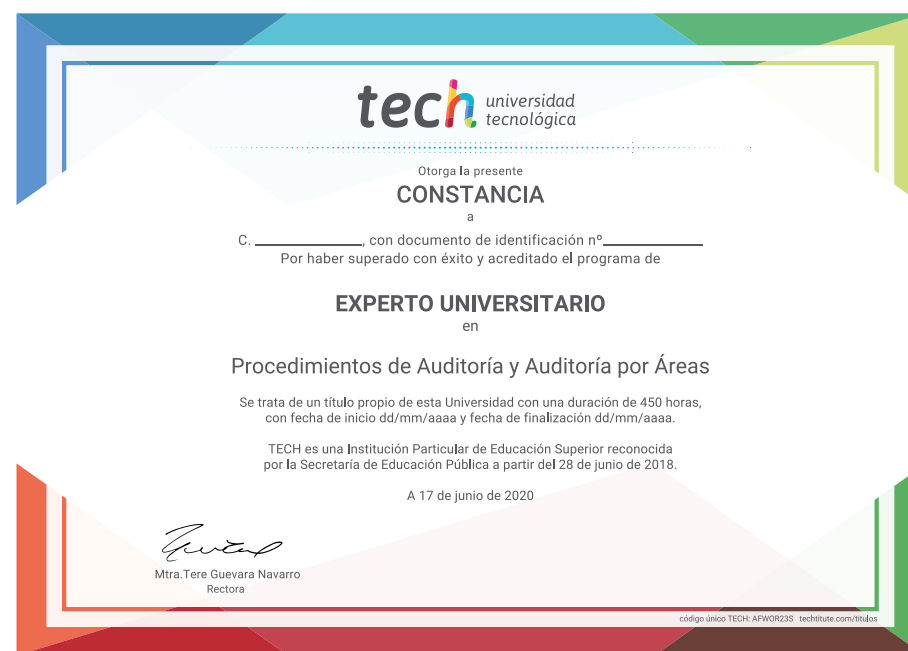 tech universidad
tecnológica
Otorga la presente
CONSTANCIA
a
C. ______________, con documento de identificación nº_____________
Por haber superado con éxito y acreditado el programa de
EXPERTO UNIVERSITARIO
en
Procedimientos de Auditoría y Auditoría por Áreas
Se trata de un título propio de esta Universidad con una duración de 450 horas,
con fecha de inicio dd/mm/aaaa y fecha de finalización dd/mm/aaaa.
TECH es una Institución Particular de Educación Superior reconocida
por la Secretaría de Educación Pública a partir del 28 de junio de 2018.
A 17 de junio de 2020
Mtra.Tere Guevara Navarro
Rectora
código único TECH: AFWOR23S techtitute.com/titulos